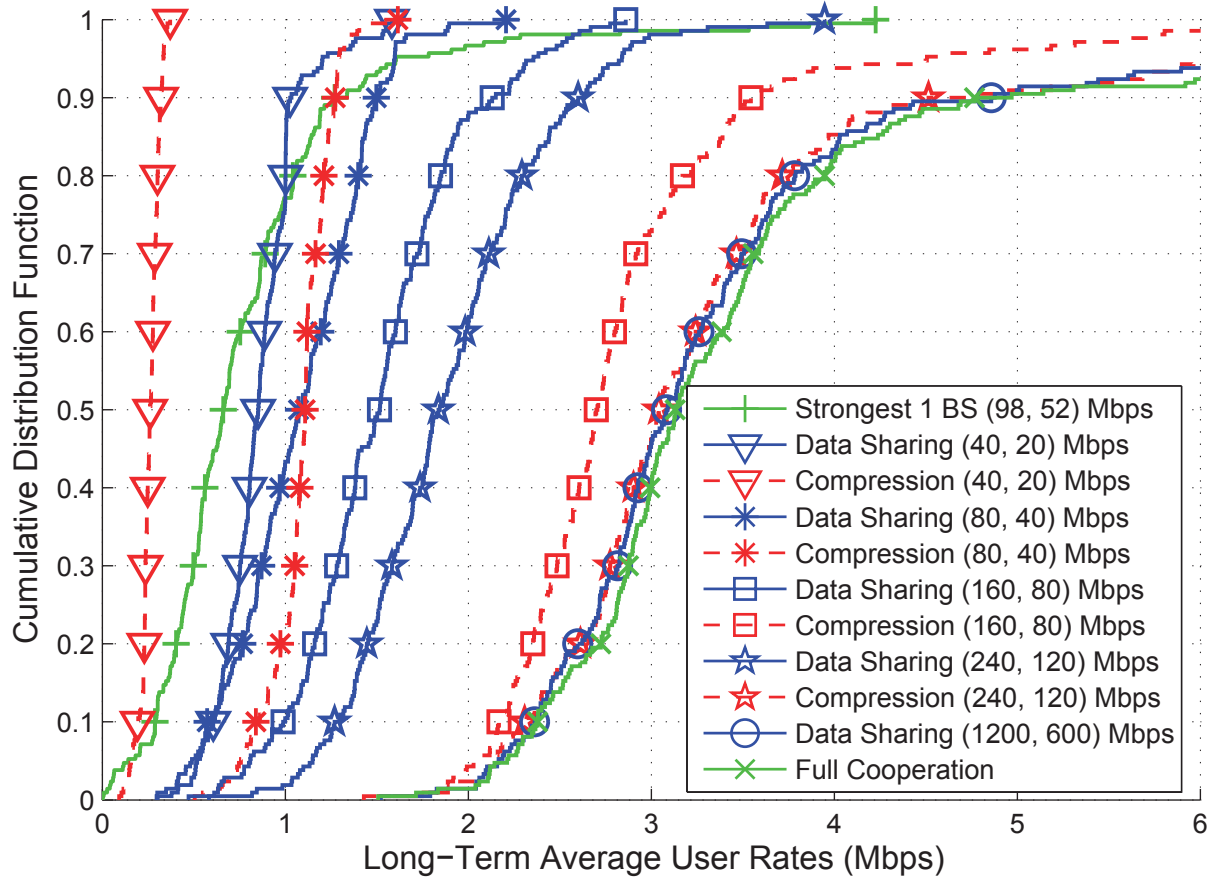 1
0.9
0.8
0.7
0.6
0.5
0.4
0.3
0.2
0.1
0
Cumulative Distribution Function
Strongest 1 BS (98, 52) Mbps
Data Sharing (40, 20) Mbps
Compression (40, 20) Mbps
Data Sharing (80, 40) Mbps
Compression (80, 40) Mbps
Data Sharing (160, 80) Mbps
Compression (160, 80) Mbps
Data Sharing (240, 120) Mbps
Compression (240, 120) Mbps
Data Sharing (1200, 600) Mbps
Full Cooperation
0 1 2 3 4 5 6
Long−Term Average User Rates (Mbps)